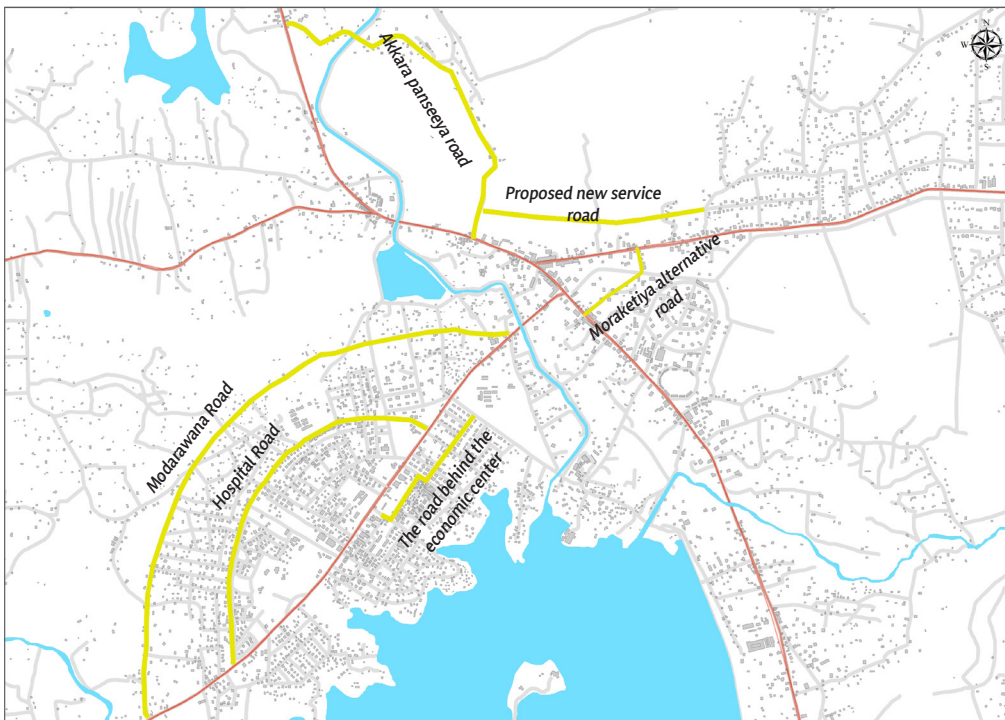 N
W
S
Akkara panseeya road
Proposed new service
road
Moraketiya alternative
road
Modarawana Road
Hospital Road
The road behind the
economic center